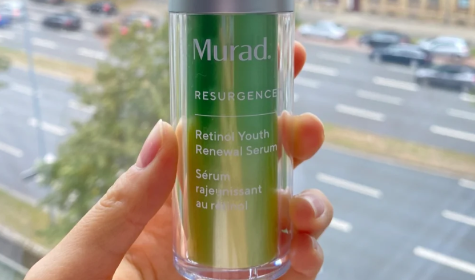 Murad.
RESURGENCE
Retinol Youth
Renewal Serum
Sérum
rajeunissant
au rétinol